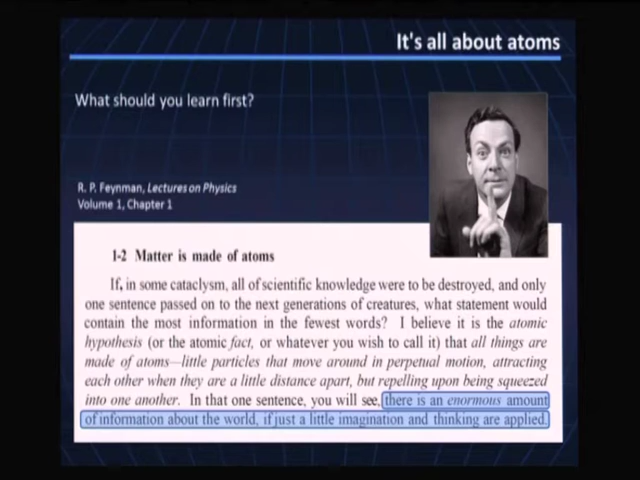 It's all about atoms
What should you learn first?
R. P. Feynman, Lectures on Physics
Volume 1, Chapter 1
1-2 Matter is made of atoms
If, in some cataclysm, all of scientific knowledge were to be destroyed, and only
one sentence passed on to the next generations of creatures, what statement would
contain the most information in the fewest words? I believe it is the atomic
hypothesis (or the atomic fact, or whatever you wish to call it) that all things are
made of atoms—little particles that move around in perpetual motion, attracting
each other when they are a little distance apart, but repelling upon being squeezed
into one another. In that one sentence, you will see, there is an enormous amount
of information about the world, if just a little imagination and thinking are applied.